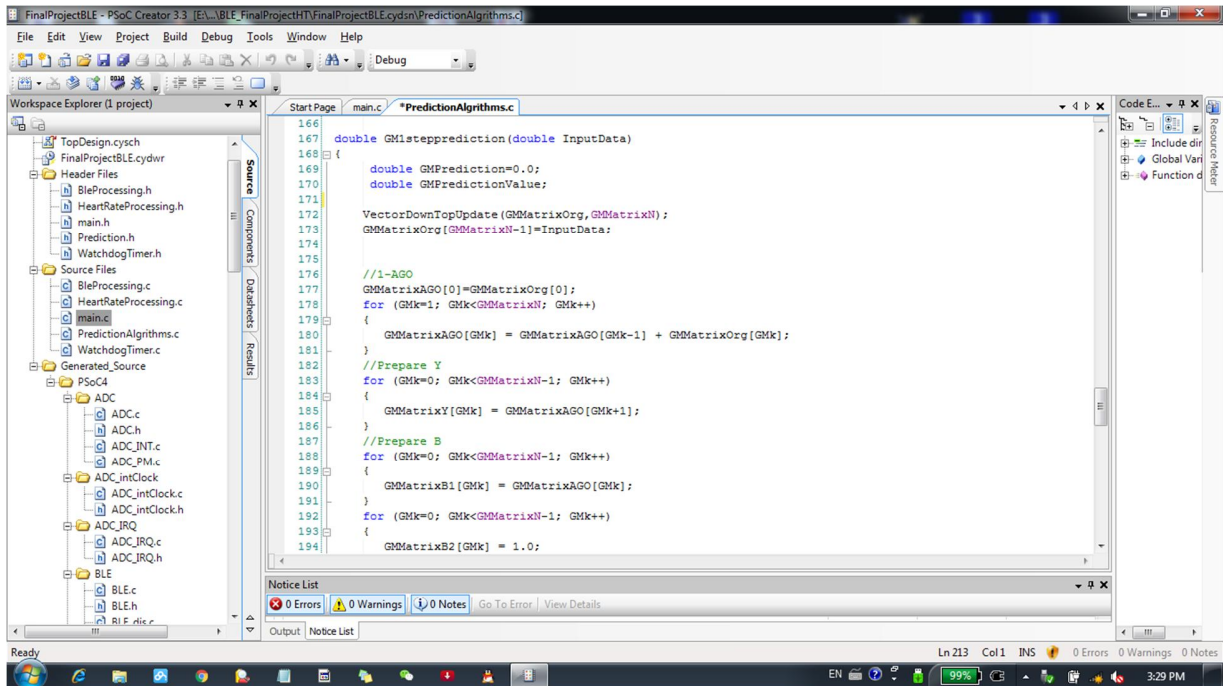 FinalProjectBLE - PSoC Creator 3.3 [E:\...\BLE_FinalProjectHT\FinalProjectBLE.cydsn\PredictionAlgrithms.c]
File Edit View Project Build Debug Tools Window Help
Debug
Workspace Explorer (1 project)
TopDesign.cysch
FinalProjectBLE.cydwr
Header Files
BleProcessing.h
HeartRateProcessing.h
main.h
Prediction.h
WatchdogTimer.h
Source Files
BleProcessing.c
HeartRateProcessing.c
main.c
PredictionAlgrithms.c
WatchdogTimer.c
Generated_Source
PSoC4
ADC
ADC.c
ADC.h
ADC_INT.c
ADC_PM.c
ADC_intClock
ADC_intClock.c
ADC_intClock.h
ADC_IRQ
ADC_IRQ.c
ADC_IRQ.h
BLE
BLE.c
BLE.h
BLE_dis.c
Source
Components
Datasheets
Results
Start Page main.c *PredictionAlgthms.c
166
167 double GM1stepprediction(double InputData)
168 {
169 double GMPrediction=0.0;
170 double GMPredictionValue;
171
172 VectorDownTopUpdate(GMMatrixOrg,GMMatrixN);
173 GMMatrixOrg[GMMatrixN-1]=InputData;
174
175
176 //1-AGO
177 GMMatrixAGO[0]=GMMatrixOrg[0];
178 for (GMk=1; GMk<GMMatrixN; GMk++)
179 {
180 GMMatrixAGO[GMk] = GMMatrixAGO[GMk-1] + GMMatrixOrg[GMk];
181 }
182 //Prepare Y
183 for (GMk=0; GMk<GMMatrixN-1; GMk++)
184 {
185 GMMatrixY[GMk] = GMMatrixAGO[GMk+1];
186 }
187 //Prepare B
188 for (GMk=0; GMk<GMMatrixN-1; GMk++)
189 {
190 GMMatrixB1[GMk] = GMMatrixAGO[GMk];
191 }
192 for (GMk=0; GMk<GMMatrixN-1; GMk++)
193 {
194 GMMatrixB2[GMk] = 1.0;
Code E...
Include dir
Global Vari
Function d
Resource Meter
Notice List
0 Errors 0 Warnings 0 Notes Go To Error View Details
Output Notice List
Ready
Ln 213 Col 1 INS 0 Errors 0 Warnings 0 Notes
EN 99% 3:29 PM